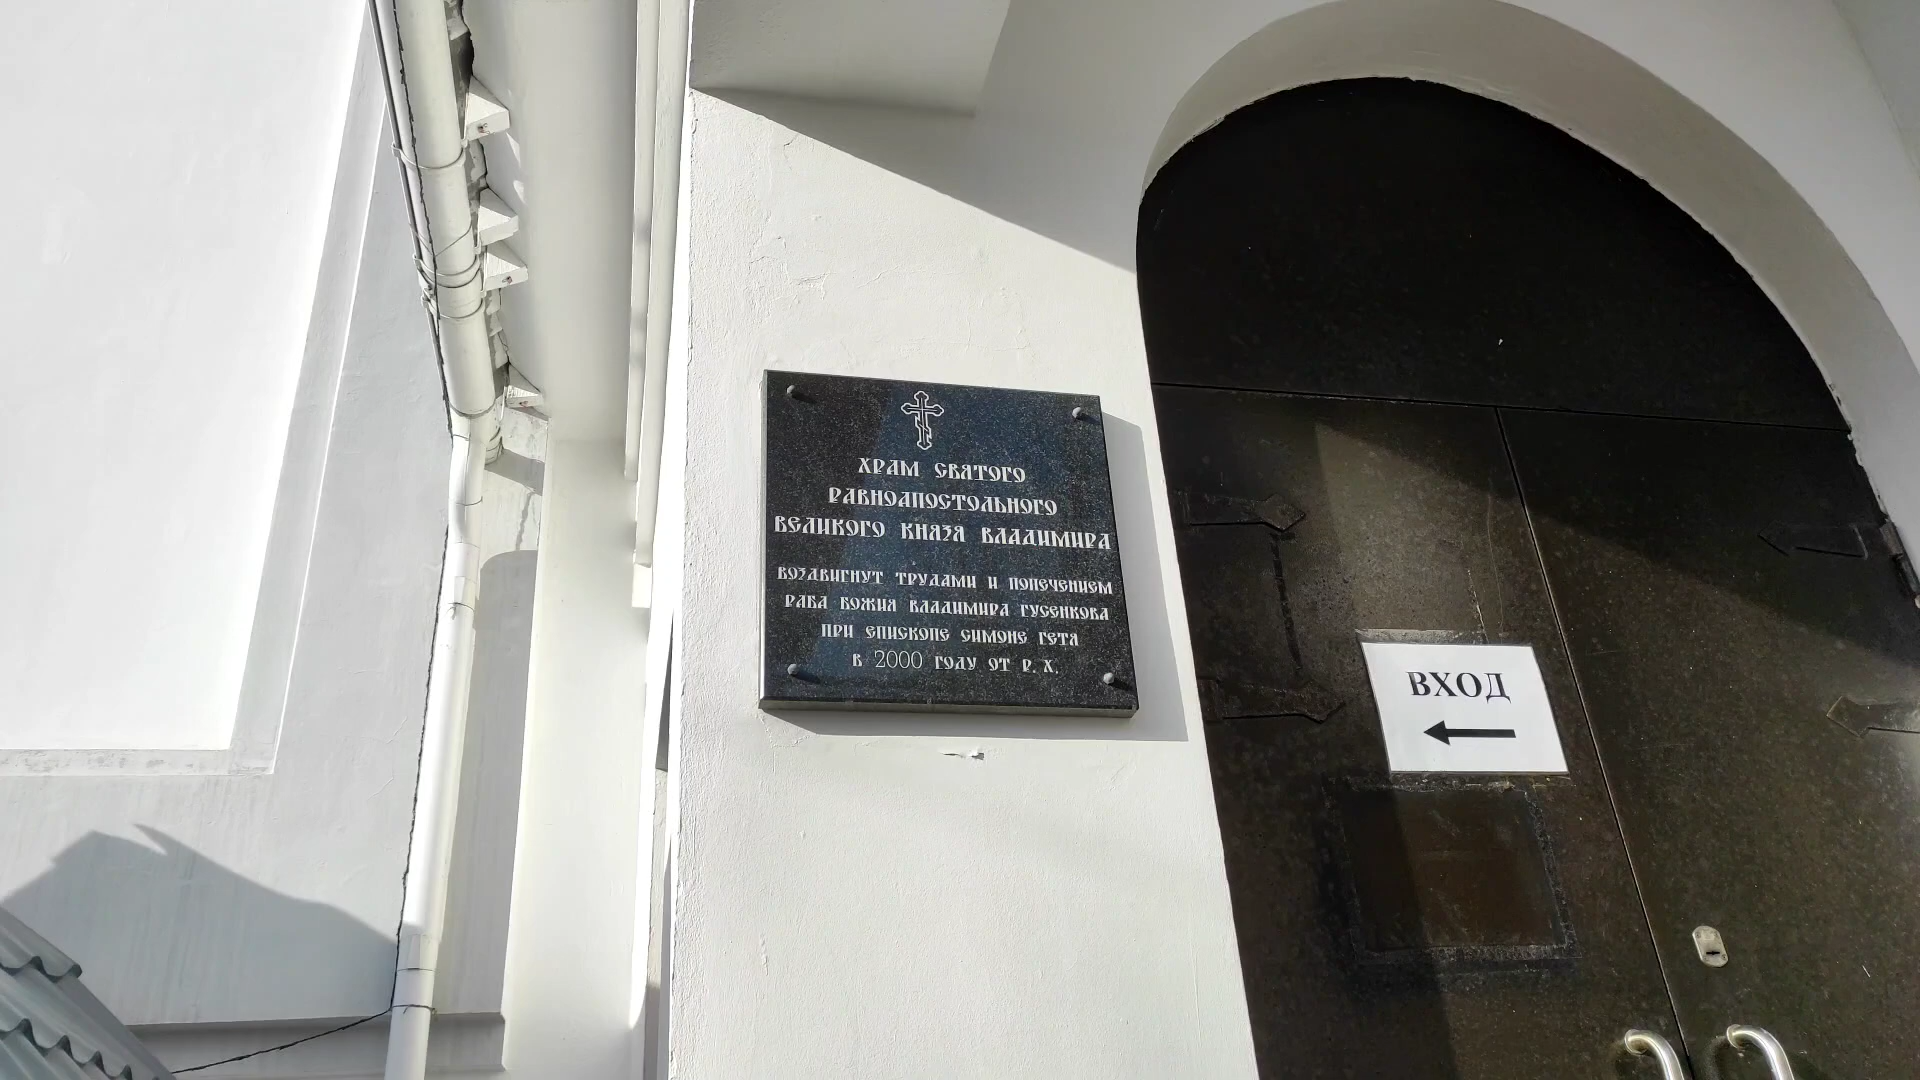 ХРАМ СВЯТОГО
РАВНОАПОСТОЛЬНОГО
ВЕЛИКОГО КНЯЗЯ ВЛАДИМИРА
ВОЗДВИГНУТ ТРУДАМИ И ПОПЕЧЕНИЕМ
РАБА БОЖИЯ ВЛАДИМИРА ГУСЕНКОВА
ПРИ ЕПИСКОПЕ СИМОНЕ ГЕТЯ
В 2000 ГОДУ ОТ Р. Х.
ВХОД